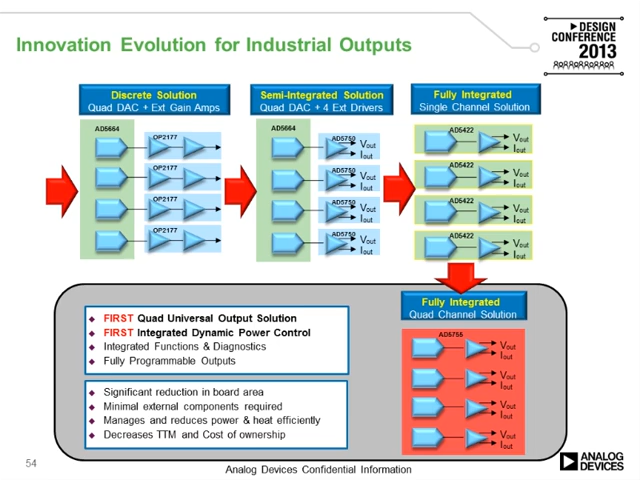 Innovation Evolution for Industrial Outputs
DESIGN
CONFERENCE
2013
Discrete Solution
Quad DAC + Ext Gain Amps
Semi-Integrated Solution
Quad DAC + 4 Ext Drivers
Fully Integrated
Single Channel Solution
AD5664
OP2177
OP2177
OP2177
OP2177
AD5664
AD5750
Vout
Iout
AD5750
Vout
Iout
AD5750
Vout
Iout
AD5750
Vout
Iout
AD5422
Vout
Iout
AD5422
Vout
Iout
AD5422
Vout
Iout
AD5422
Vout
Iout
FIRST Quad Universal Output Solution
FIRST Integrated Dynamic Power Control
Integrated Functions & Diagnostics
Fully Programmable Outputs
Significant reduction in board area
Minimal external components required
Manages and reduces power & heat efficiently
Decreases TTM and Cost of ownership
Fully Integrated
Quad Channel Solution
AD5755
Vout
Iout
Vout
Iout
Vout
Iout
Vout
Iout
54
Analog Devices Confidential Information
ANALOG
DEVICES